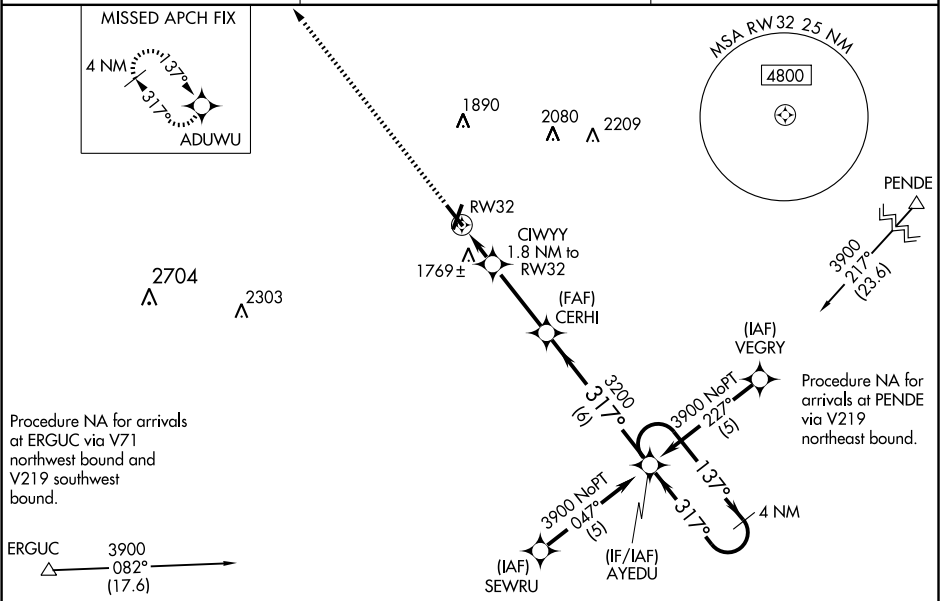 MISSED APCH FIX
4 NM
137°
317°
ADUWU
1890
2080
2209
MSA RW 32 25 NM
4800
PENDE
3900
217°
(23.6)
RW32
CIWYY
1.8 NM to
RW32
1769 ±
2704
2303
(FAF)
CERHI
3200
317°
(6)
(IAF)
VEGRY
3900 NoPT
227°
(5)
Procedure NA for
arrivals at PENDE
via V219
northeast bound.
Procedure NA for arrivals
at ERGUC via V71
northwest bound and
V219 southwest
bound.
137°
317°
4 NM
3900 NoPT
047°
(5)
(IAF)
SEWRU
(IF/IAF)
AYEDU
ERGUC
3900
082°
(17.6)